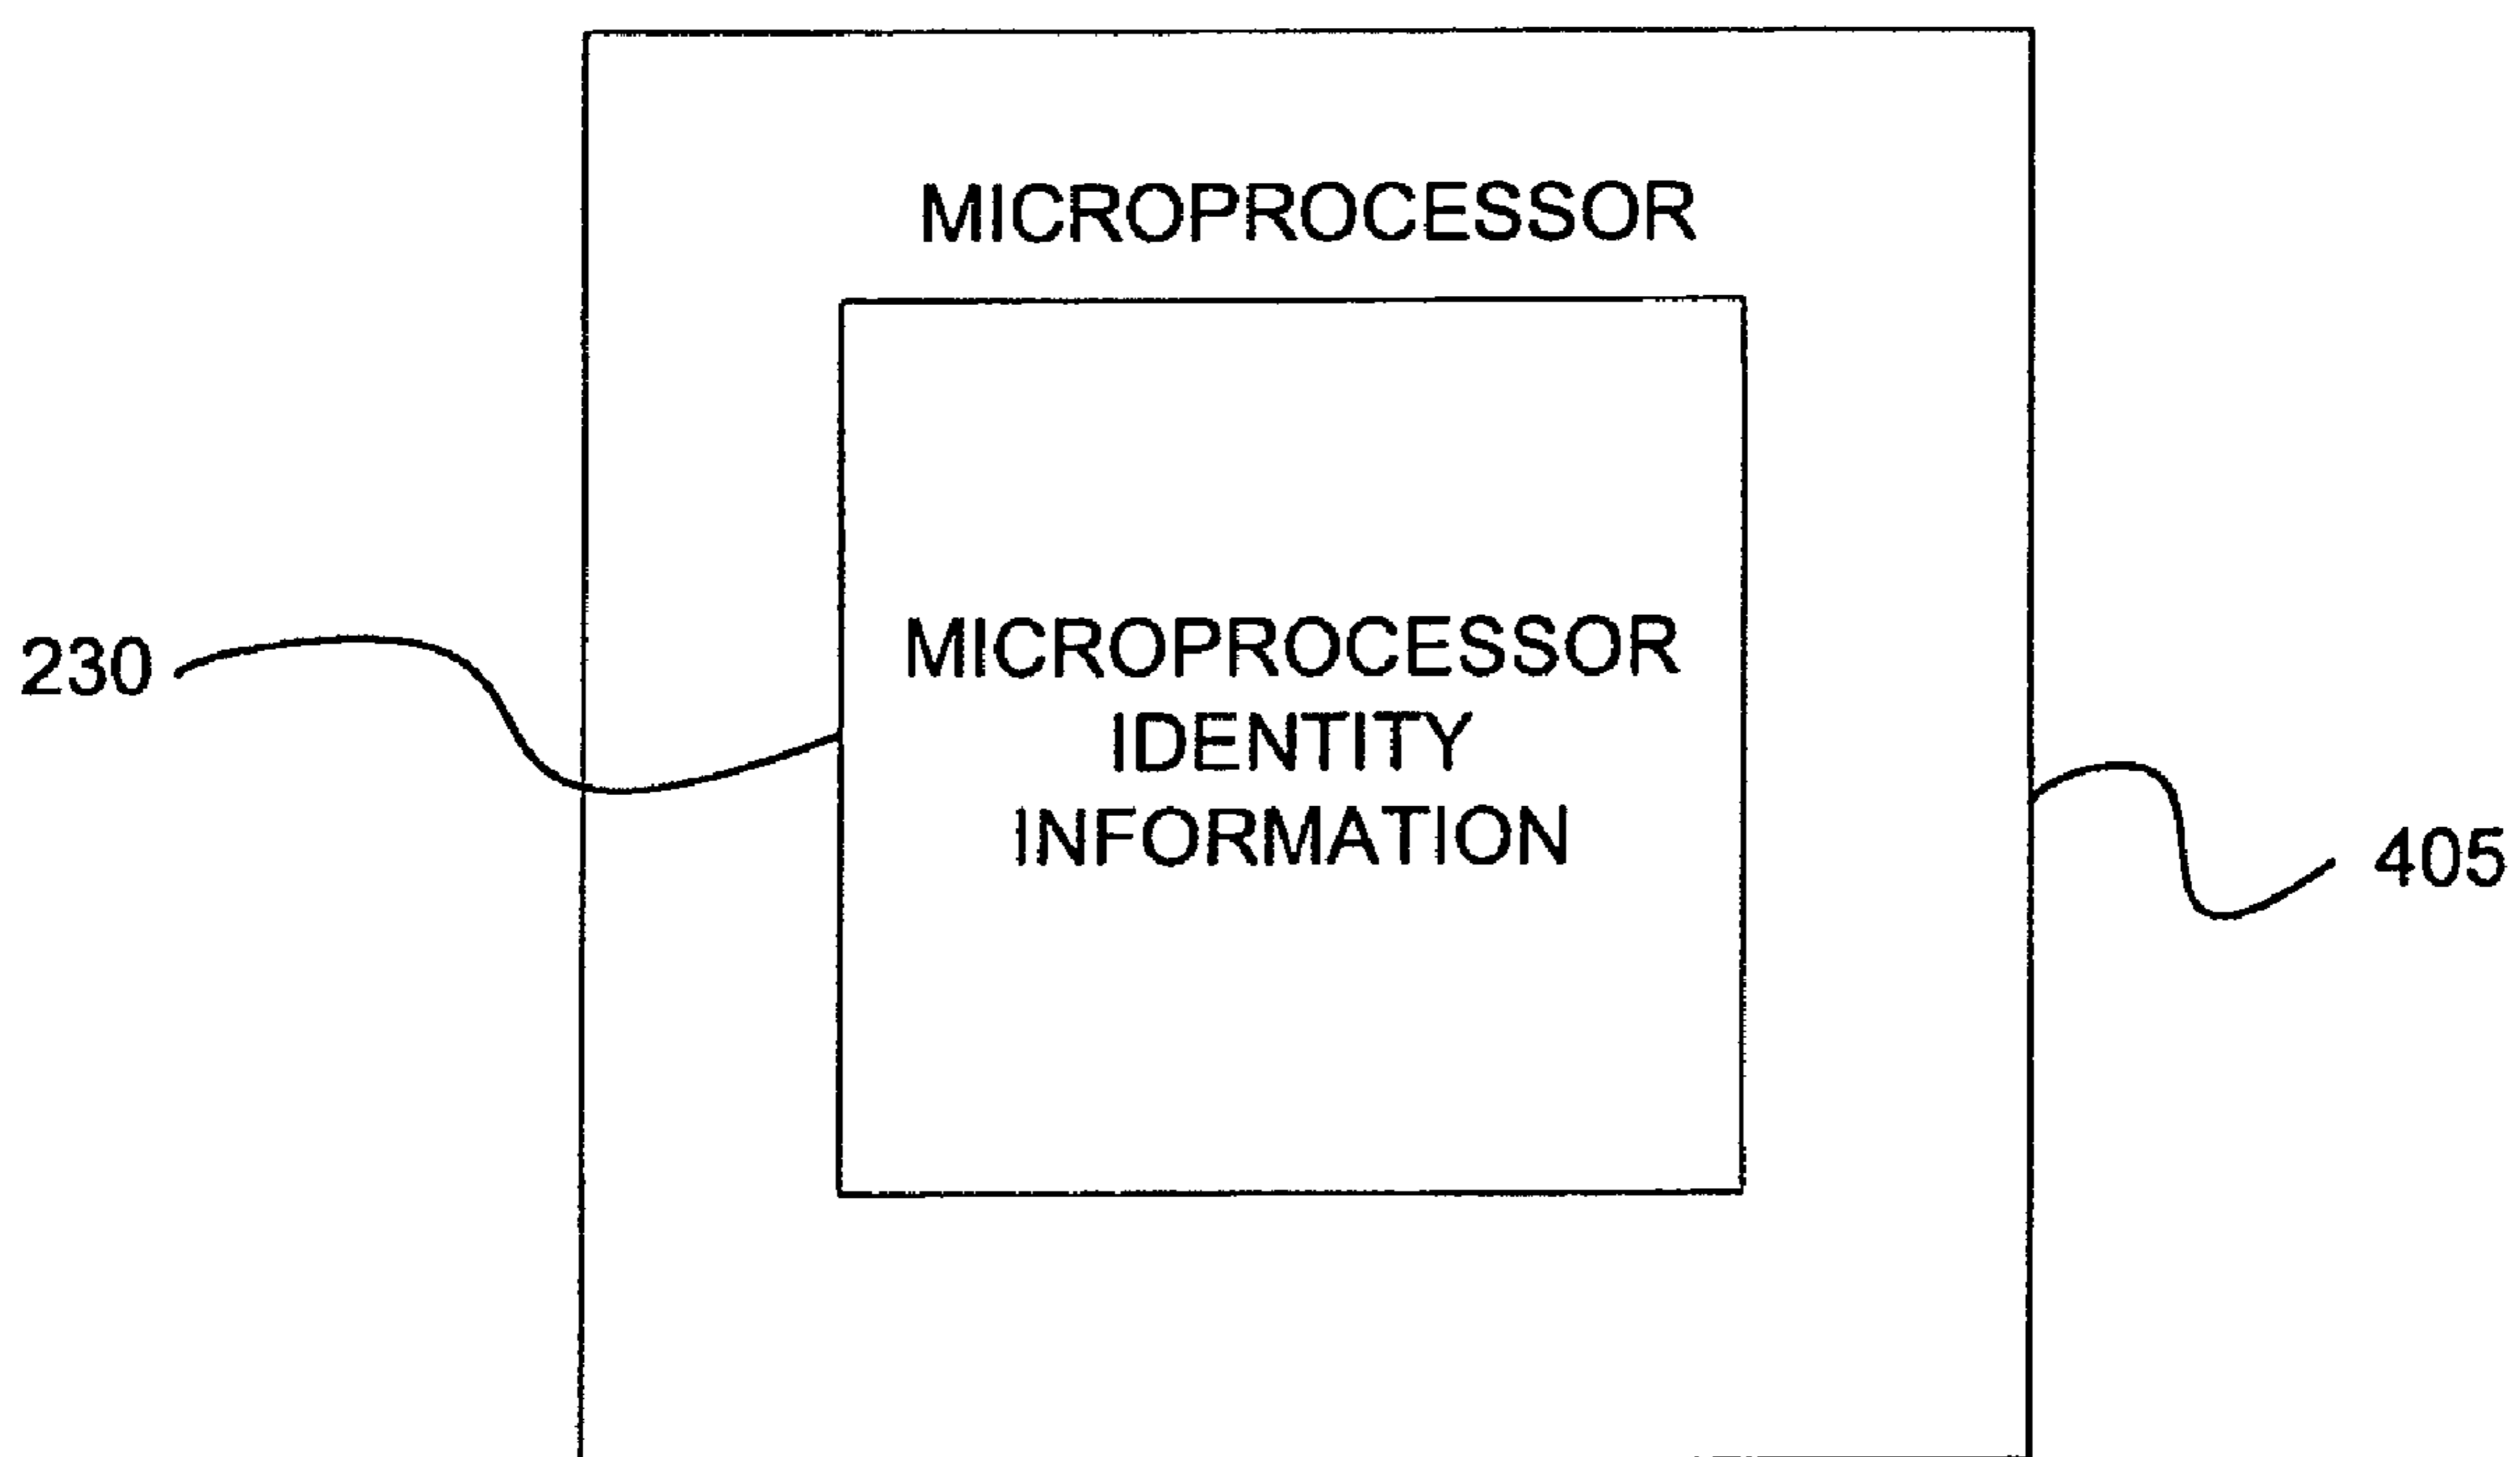 MICROPROCESSOR
MICROPROCESSOR
IDENTITY
INFORMATION
230
405